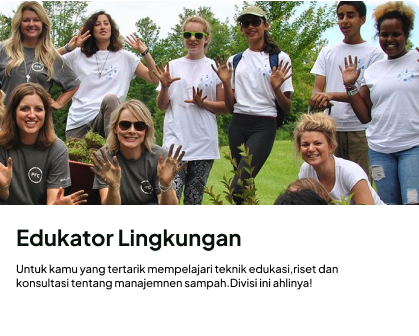 Edukator Lingkungan
Untuk kamu yang tertarik mempelajari teknik edukasi,riset dan
konsultasi tentang manajemnen sampah.Divisi ini ahlinya!